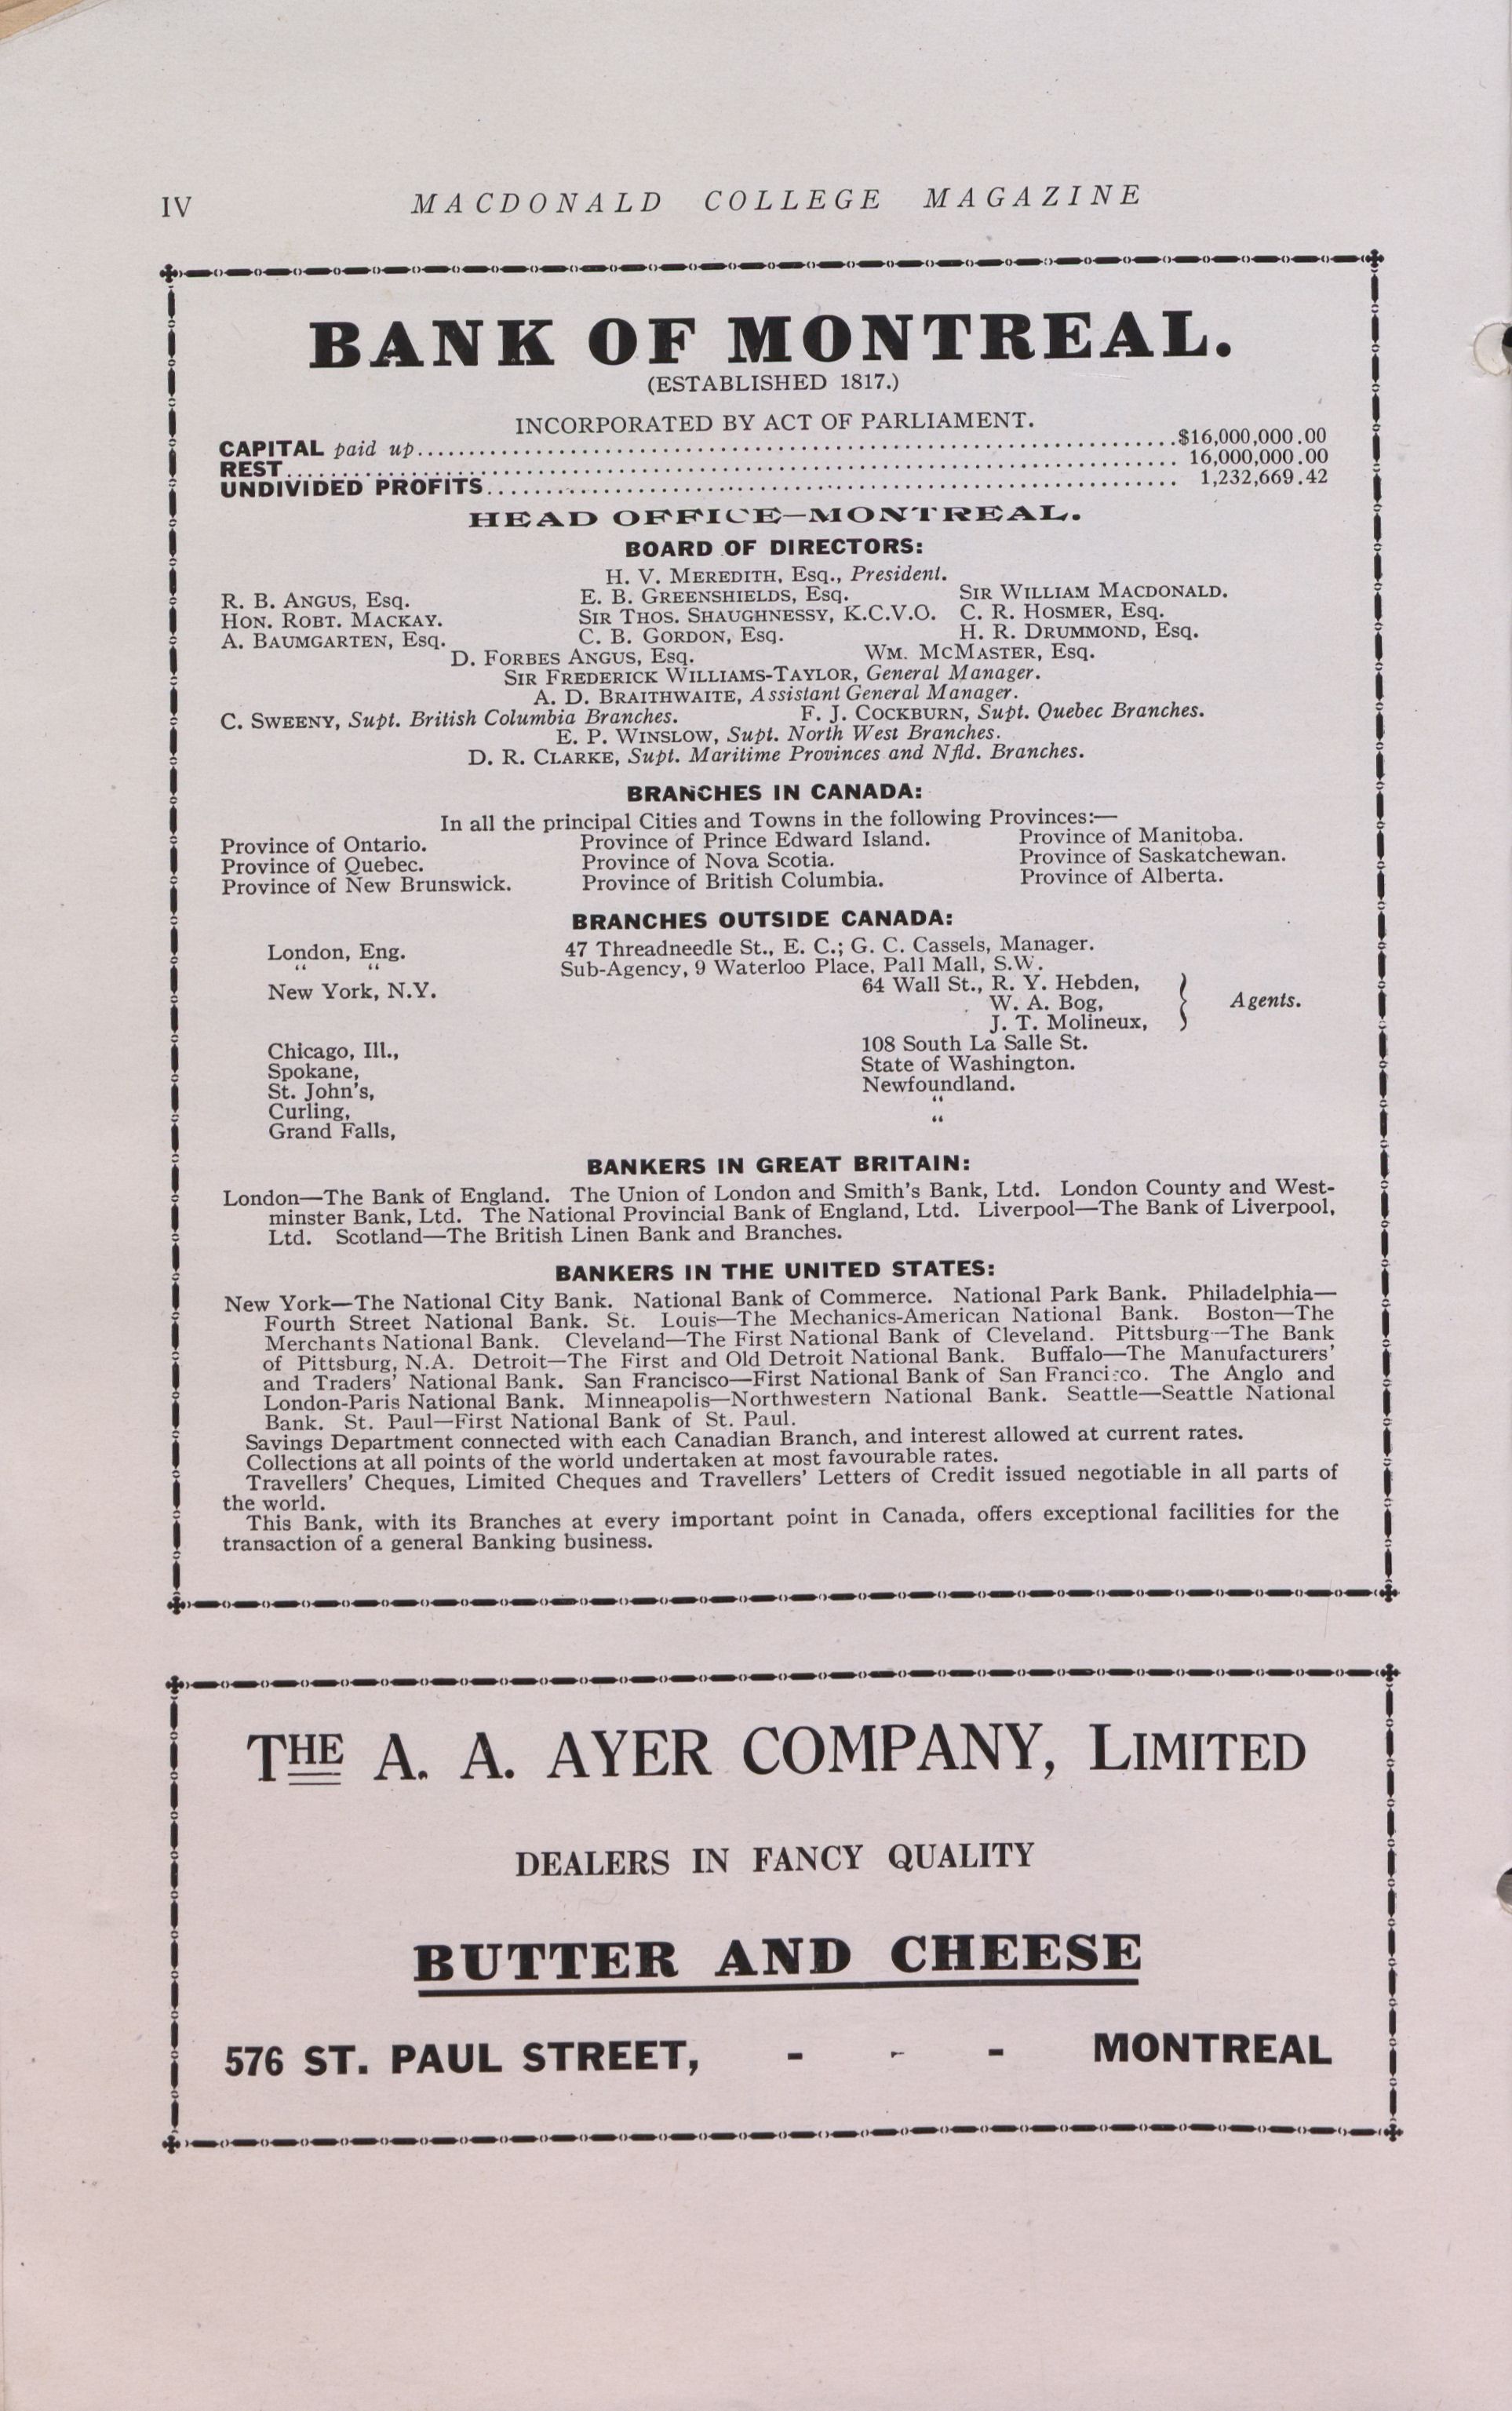 IV MACDONALD COLLEGE MAGAZINE
BANK OF MONTREAL.
(ESTABLISHED 1817.)
INCORPORATED BY ACT OF PARLIAMENT.
CAPITAL paid up........................................$16,000,000.00
REST........................................ 16,000,000.00
UNDIVIDED PROFITS........................................ 1,232,669.42
HEAD OFFICE—MONTREAL.
BOARD OF DIRECTORS:
H. V. MEREDITH, Esq., President.
R. B. ANGUS, Esq. E. B. GREENSHIELDS, Esq. SIR WILLIAM MACDONALD.
HON. ROBT. MACKAY. SIR THOS. SHAUGHNESSY, K.C.V.O. C. R. HOSMER, Esq.
A. BAUMGARTEN, Esq. C. B. GORDON, Esq. H. R. DRUMMOND, Esq.
D. FORBES ANGUS, Esq. WM. MCMASTER, Esq.
SIR FREDERICK WILLIAMS-TAYLOR, General Manager.
A. D. BRAITHWAITE, Assistant General Manager.
C. SWEENY, Supt. British Columbia Branches. F. J. COCKBURN, Supt. Quebec Branches.
E. P. WINSLOW, Supt. North West Branches.
D. R. CLARKE, Supt. Maritime Provinces and Nfld. Branches.
BRANCHES IN CANADA:
In all the principal Cities and Towns in the following Provinces:—
Province of Ontario. Province of Prince Edward Island. Province of Manitoba.
Province of Quebec. Province of Nova Scotia. Province of Saskatchewan.
Province of New Brunswick. Province of British Columbia. Province of Alberta.
BRANCHES OUTSIDE CANADA:
London, Eng. 47 Threadneedle St., E. C.; G. C. Cassels, Manager.
“ “ Sub-Agency, 9 Waterloo Place, Pall Mall, S.W.
New York, N.Y. 64 Wall St., R. Y. Hebden,
W. A. Bog, } Agents.
J. T. Molineux,
Chicago, Ill., 108 South La Salle St.
Spokane, State of Washington.
St. John's, Newfoundland.
Curling, “
Grand Falls, “
BANKERS IN GREAT BRITAIN:
London—The Bank of England. The Union of London and Smith's Bank, Ltd. London County and West-
minster Bank, Ltd. The National Provincial Bank of England, Ltd. Liverpool—The Bank of Liverpool,
Ltd. Scotland—The British Linen Bank and Branches.
BANKERS IN THE UNITED STATES:
New York—The National City Bank. National Bank of Commerce. National Park Bank. Philadelphia—
Fourth Street National Bank. St. Louis—The Mechanics-American National Bank. Boston—The
Merchants National Bank. Cleveland—The First National Bank of Cleveland. Pittsburg—The Bank
of Pittsburg, N.A. Detroit—The First and Old Detroit National Bank. Buffalo—The Manufacturers'
and Traders' National Bank. San Francisco—First National Bank of San Francisco. The Anglo and
London-Paris National Bank. Minneapolis—Northwestern National Bank. Seattle—Seattle National
Bank. St. Paul—First National Bank of St. Paul.
Savings Department connected with each Canadian Branch, and interest allowed at current rates.
Collections at all points of the world undertaken at most favourable rates.
Travellers' Cheques, Limited Cheques and Travellers' Letters of Credit issued negotiable in all parts of
the world.
This Bank, with its Branches at every important point in Canada, offers exceptional facilities for the
transaction of a general Banking business.
THE A. A. AYER COMPANY, LIMITED
DEALERS IN FANCY QUALITY
BUTTER AND CHEESE
576 ST. PAUL STREET, - - - MONTREAL